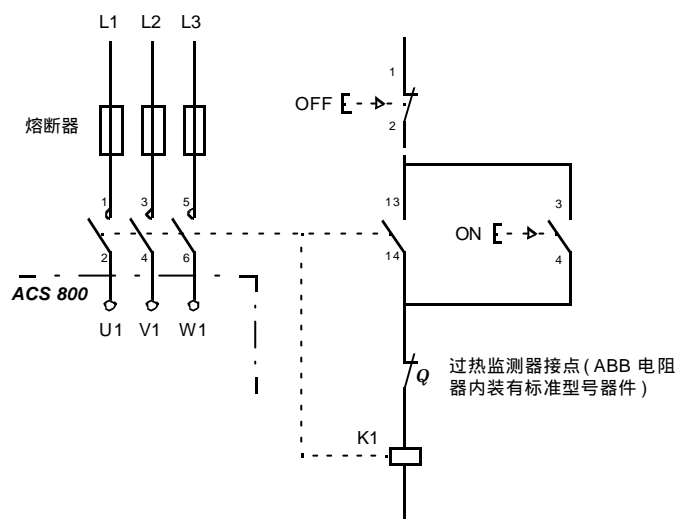 L1 L2 L3
1
OFF
2
熔断器
1 3 5
13
3
ON
2 4 6
14
4
ACS 800
U1 V1 W1
Q
过热监测器接点 ( ABB 电阻
器内装有标准型号器件 )
K1